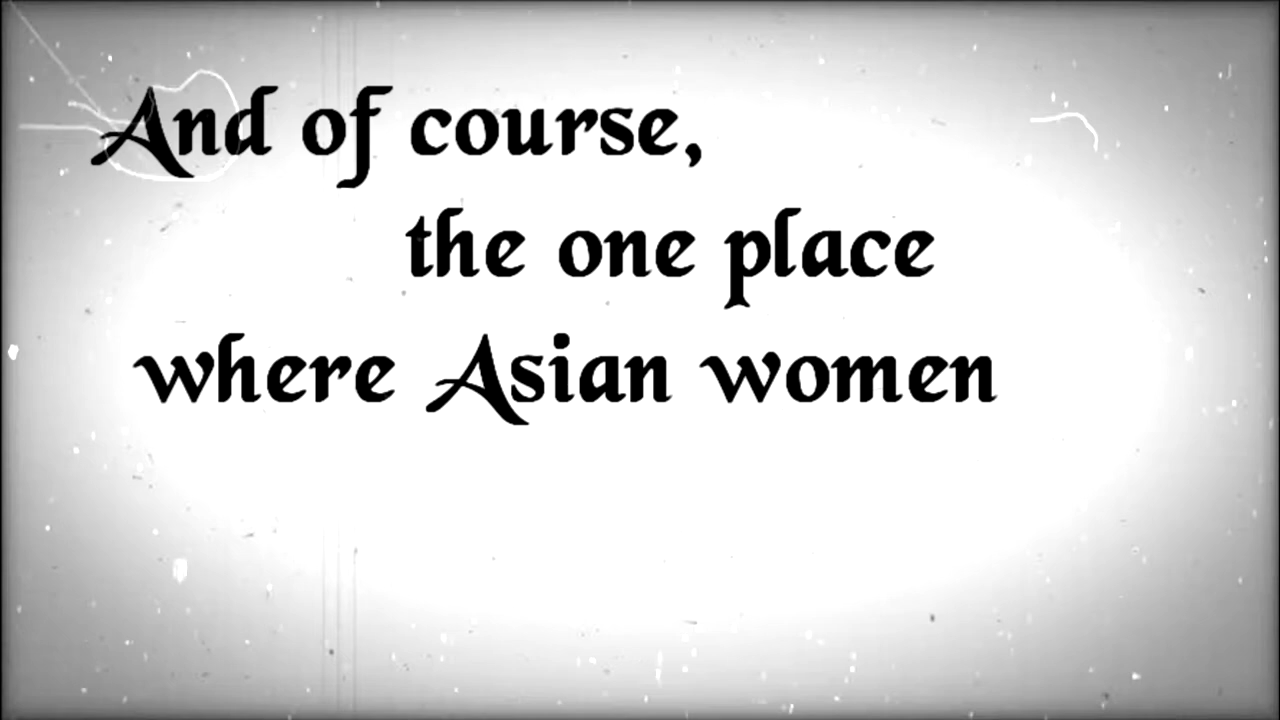 And of course,
the one place
where Asian women